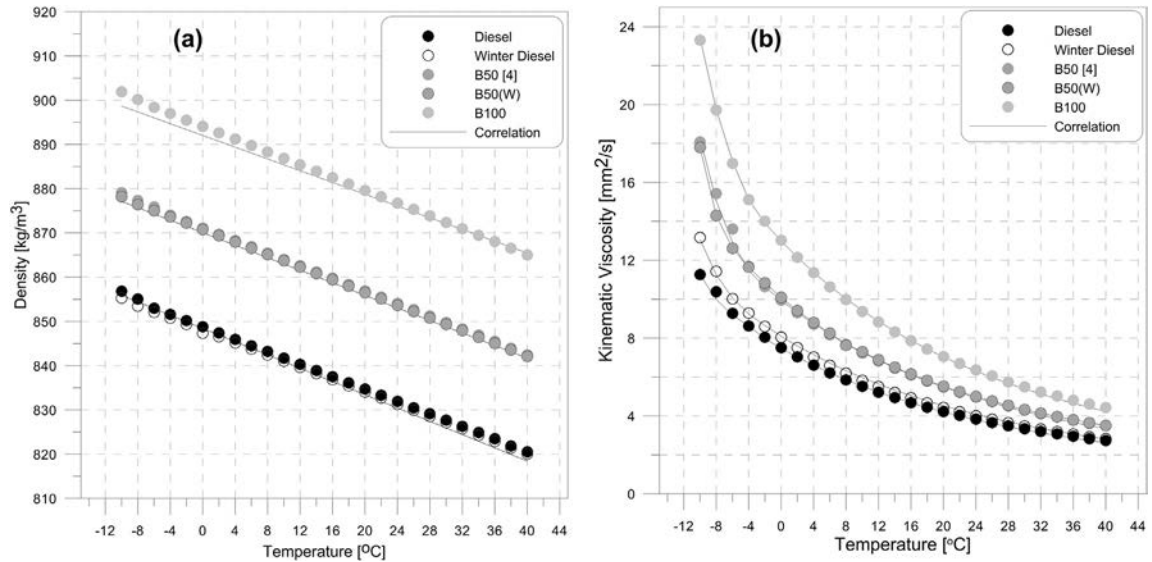 (a)
Diesel
Winter Diesel
B50 [4]
B50(W)
B100
Correlation
920
910
900
890
880
870
860
850
840
830
820
810
Density [kg/m³]
-12 -8 -4 0 4 8 12 16 20 24 28 32 36 40 44
Temperature [ºC]
(b)
Diesel
Winter Diesel
B50 [4]
B50(W)
B100
Correlation
24
20
16
12
8
4
0
Kinematic Viscosity [mm²/s]
-12 -8 -4 0 4 8 12 16 20 24 28 32 36 40 44
Temperature [°C]